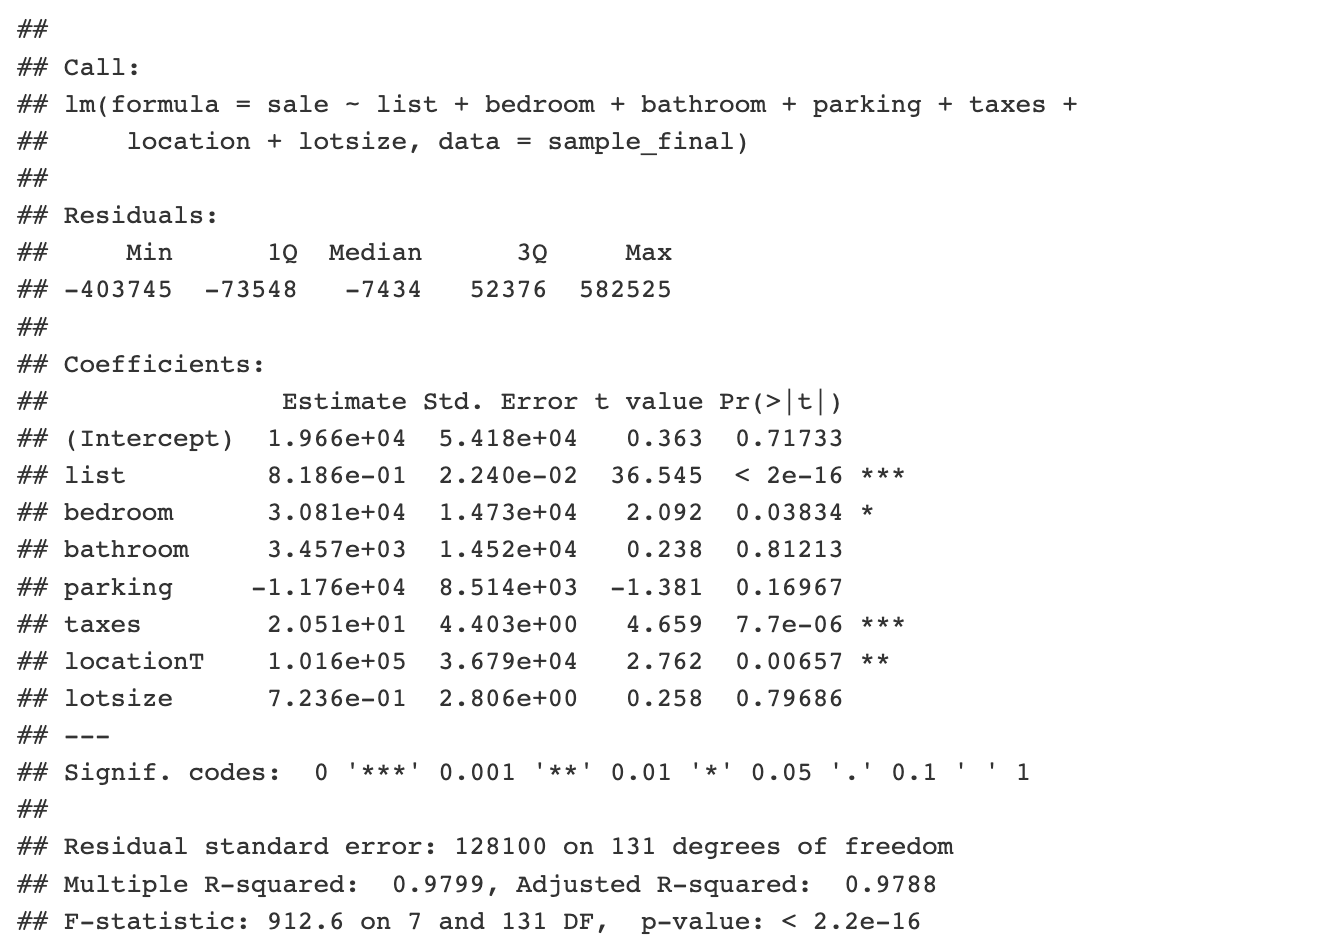 ##
## Call:
## lm(formula = sale ~ list + bedroom + bathroom + parking + taxes +
##     location + lotsize, data = sample_final)
##
## Residuals:
##     Min      1Q  Median      3Q     Max
## -403745  -73548   -7434   52376  582525
##
## Coefficients:
##               Estimate Std. Error t value Pr(>|t|)
## (Intercept)  1.966e+04  5.418e+04   0.363  0.71733
## list         8.186e-01  2.240e-02  36.545  < 2e-16 ***
## bedroom      3.081e+04  1.473e+04   2.092  0.03834 *
## bathroom     3.457e+03  1.452e+04   0.238  0.81213
## parking     -1.176e+04  8.514e+03  -1.381  0.16967
## taxes        2.051e+01  4.403e+00   4.659  7.7e-06 ***
## locationT    1.016e+05  3.679e+04   2.762  0.00657 **
## lotsize      7.236e-01  2.806e+00   0.258  0.79686
## ---
## Signif. codes:  0 '***' 0.001 '**' 0.01 '*' 0.05 '.' 0.1 ' ' 1
##
## Residual standard error: 128100 on 131 degrees of freedom
## Multiple R-squared:  0.9799, Adjusted R-squared:  0.9788
## F-statistic: 912.6 on 7 and 131 DF,  p-value: < 2.2e-16